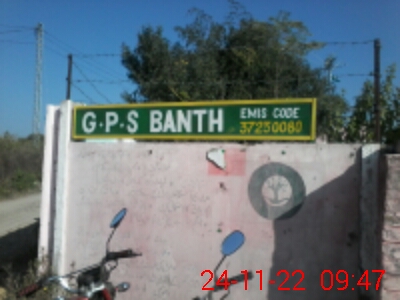 G·P·S BANTH EMIS CODE
37250080
24-11-22 09:47